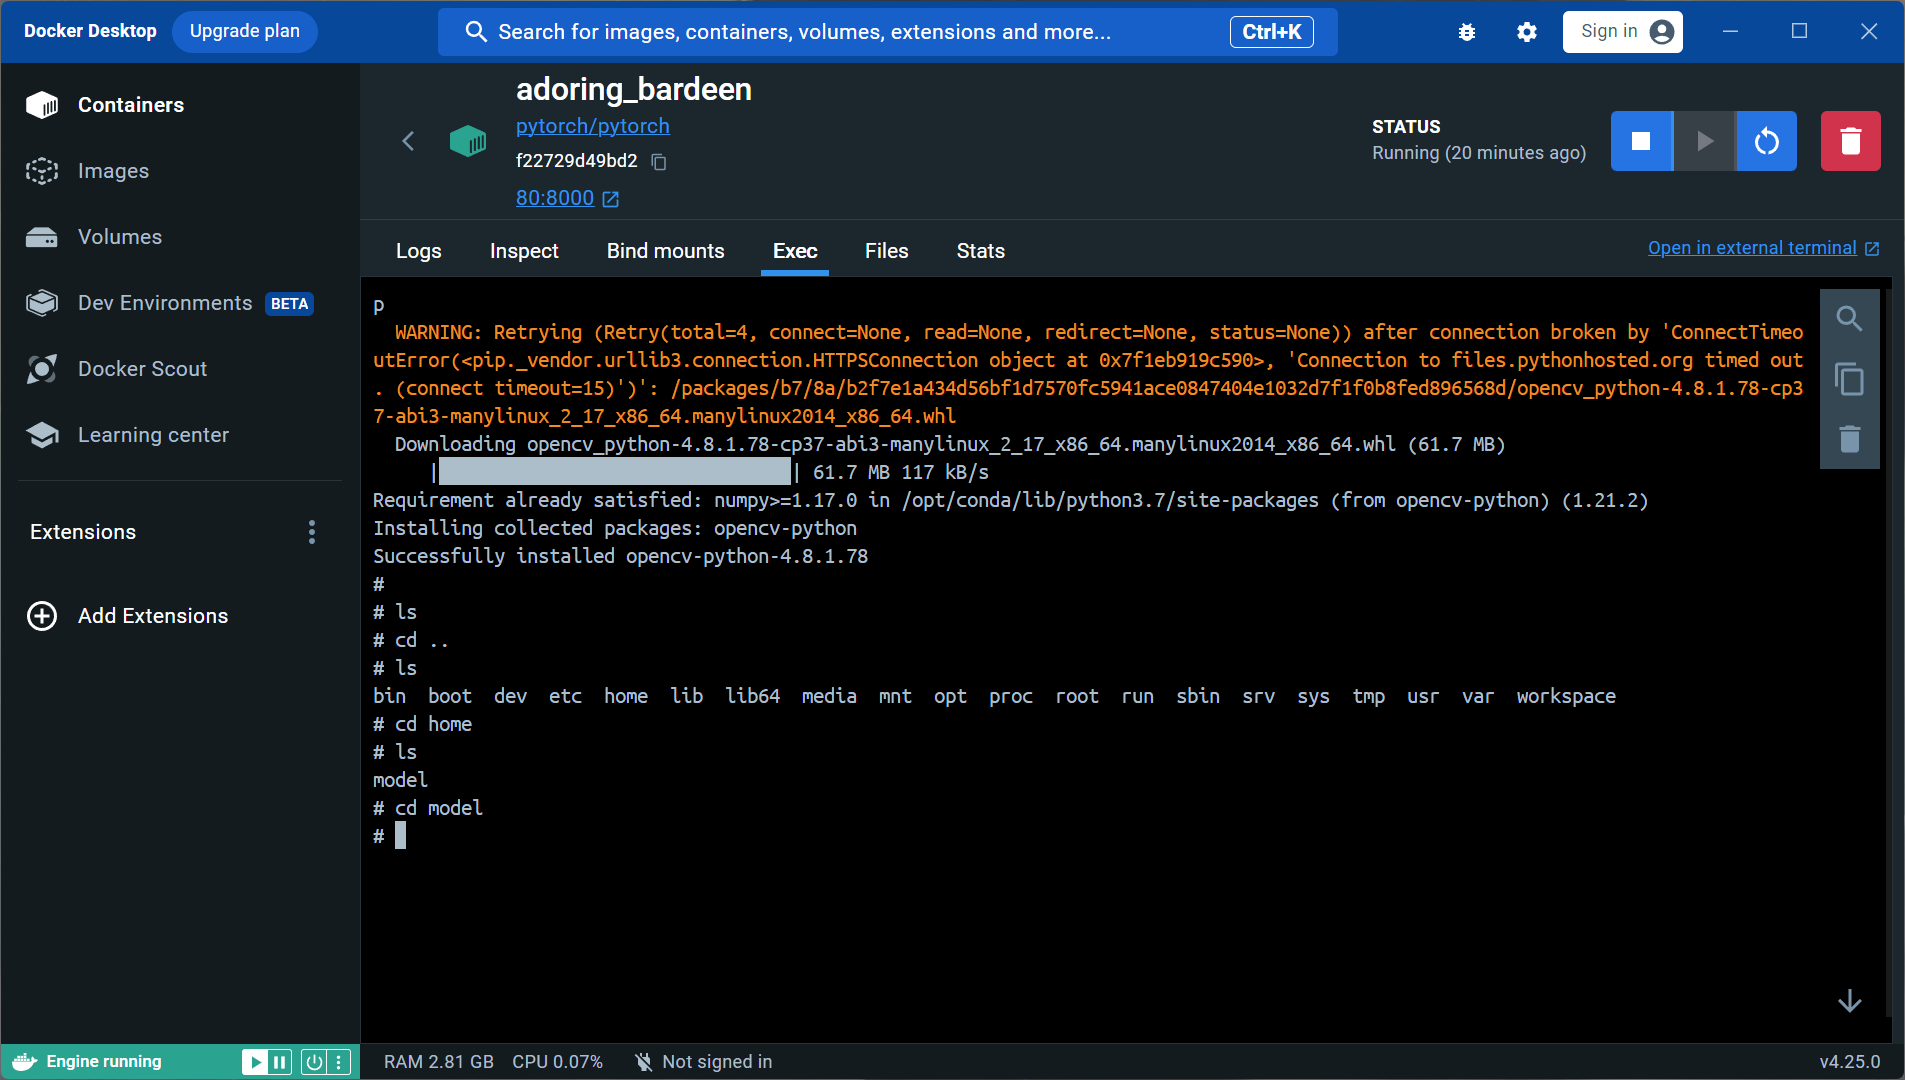 Docker Desktop
Upgrade plan
Search for images, containers, volumes, extensions and more...
Ctrl+K
Sign in
Containers
Images
Volumes
Dev Environments BETA
Docker Scout
Learning center
Extensions
Add Extensions
adoring_bardeen
pytorch/pytorch
f22729d49bd2
80:8000
STATUS
Running (20 minutes ago)
Logs Inspect Bind mounts Exec Files Stats
Open in external terminal
p
WARNING: Retrying (Retry(total=4, connect=None, read=None, redirect=None, status=None)) after connection broken by 'ConnectTimeo
utError(<pip._vendor.urllib3.connection.HTTPSConnection object at 0x7f1eb919c590>, 'Connection to files.pythonhosted.org timed out
. (connect timeout=15)')': /packages/b7/8a/b2f7e1a434d56bf1d7570fc5941ace0847404e1032d7f1f0b8fed896568d/opencv_python-4.8.1.78-cp3
7-abi3-manylinux_2_17_x86_64.manylinux2014_x86_64.whl
Downloading opencv_python-4.8.1.78-cp37-abi3-manylinux_2_17_x86_64.manylinux2014_x86_64.whl (61.7 MB)
| | 61.7 MB 117 kB/s
Requirement already satisfied: numpy>=1.17.0 in /opt/conda/lib/python3.7/site-packages (from opencv-python) (1.21.2)
Installing collected packages: opencv-python
Successfully installed opencv-python-4.8.1.78
#
# ls
# cd ..
# ls
bin boot dev etc home lib lib64 media mnt opt proc root run sbin srv sys tmp usr var workspace
# cd home
# ls
model
# cd model
#
Engine running
RAM 2.81 GB CPU 0.07% Not signed in
v4.25.0